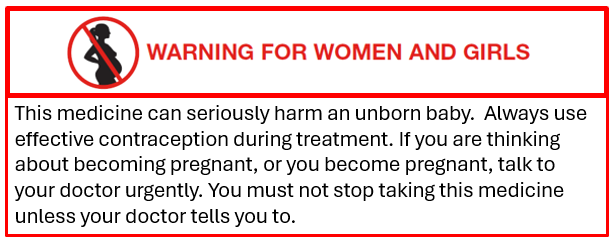 WARNING FOR WOMEN AND GIRLS
This medicine can seriously harm an unborn baby.  Always use
effective contraception during treatment. If you are thinking
about becoming pregnant, or you become pregnant, talk to
your doctor urgently. You must not stop taking this medicine
unless your doctor tells you to.